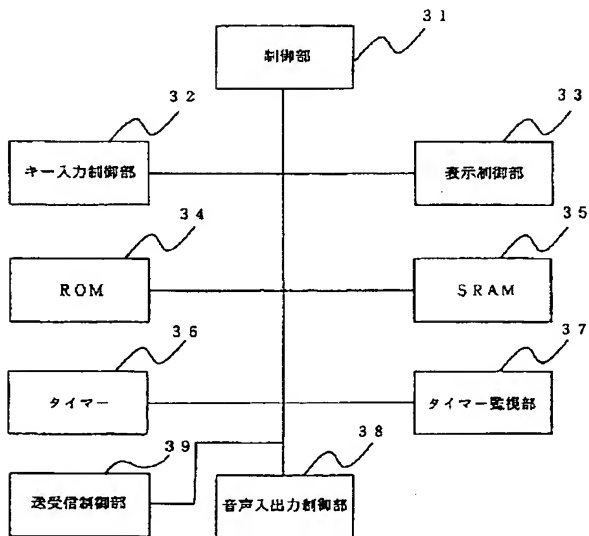 31
制御部
32
33
キー入力制御部
表示制御部
34
35
ROM
SRAM
36
37
タイマー
タイマー監視部
39
38
送受信制御部
音声入出力制御部